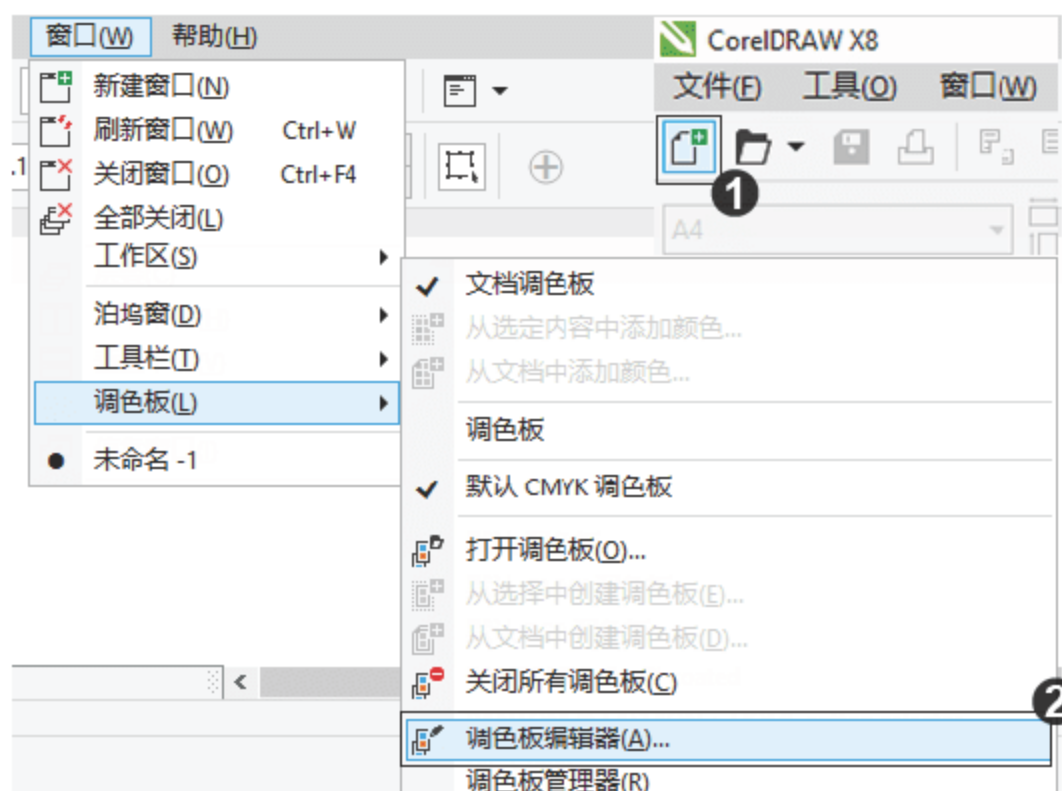 窗口(W) 帮助(H)
CorelDRAW X8
文件(F) 工具(O) 窗口(W)
新建窗口(N)
刷新窗口(W) Ctrl+W
关闭窗口(O) Ctrl+F4
全部关闭(L)
工作区(S)
泊坞窗(D)
工具栏(T)
调色板(L)
未命名 -1
.1
1
A4
文档调色板
从选定内容中添加颜色...
从文档中添加颜色...
调色板
默认 CMYK 调色板
打开调色板(O)...
从选择中创建调色板(E)...
从文档中创建调色板(D)...
关闭所有调色板(C)
2
调色板编辑器(A)...
调色板管理器(R)